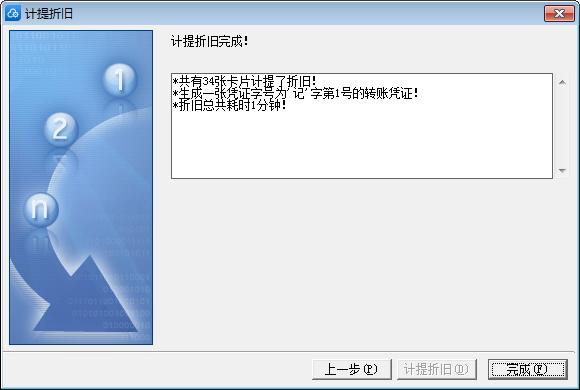 计提折旧
计提折旧完成!
*共有34张卡片计提了折旧!
*生成一张凭证字号为'记'字第1号的转账凭证!
*折旧总共耗时1分钟!
1
2
n
上一步(P)
计提折旧(D)
完成(F)